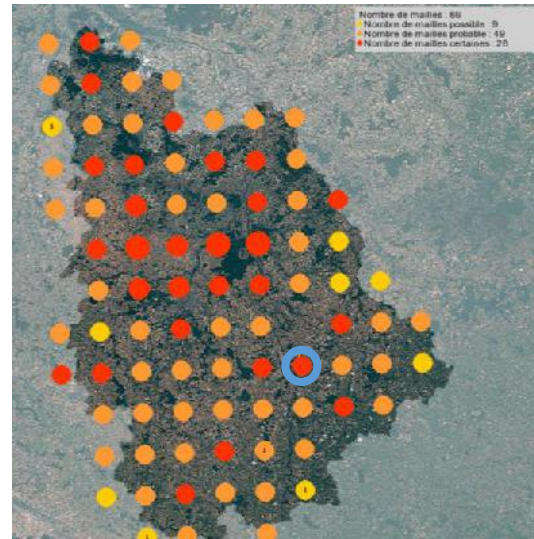 Nombre de mailles : 86
Nombre de mailles possible : 9
Nombre de mailles probable : 49
Nombre de mailles certaines : 28